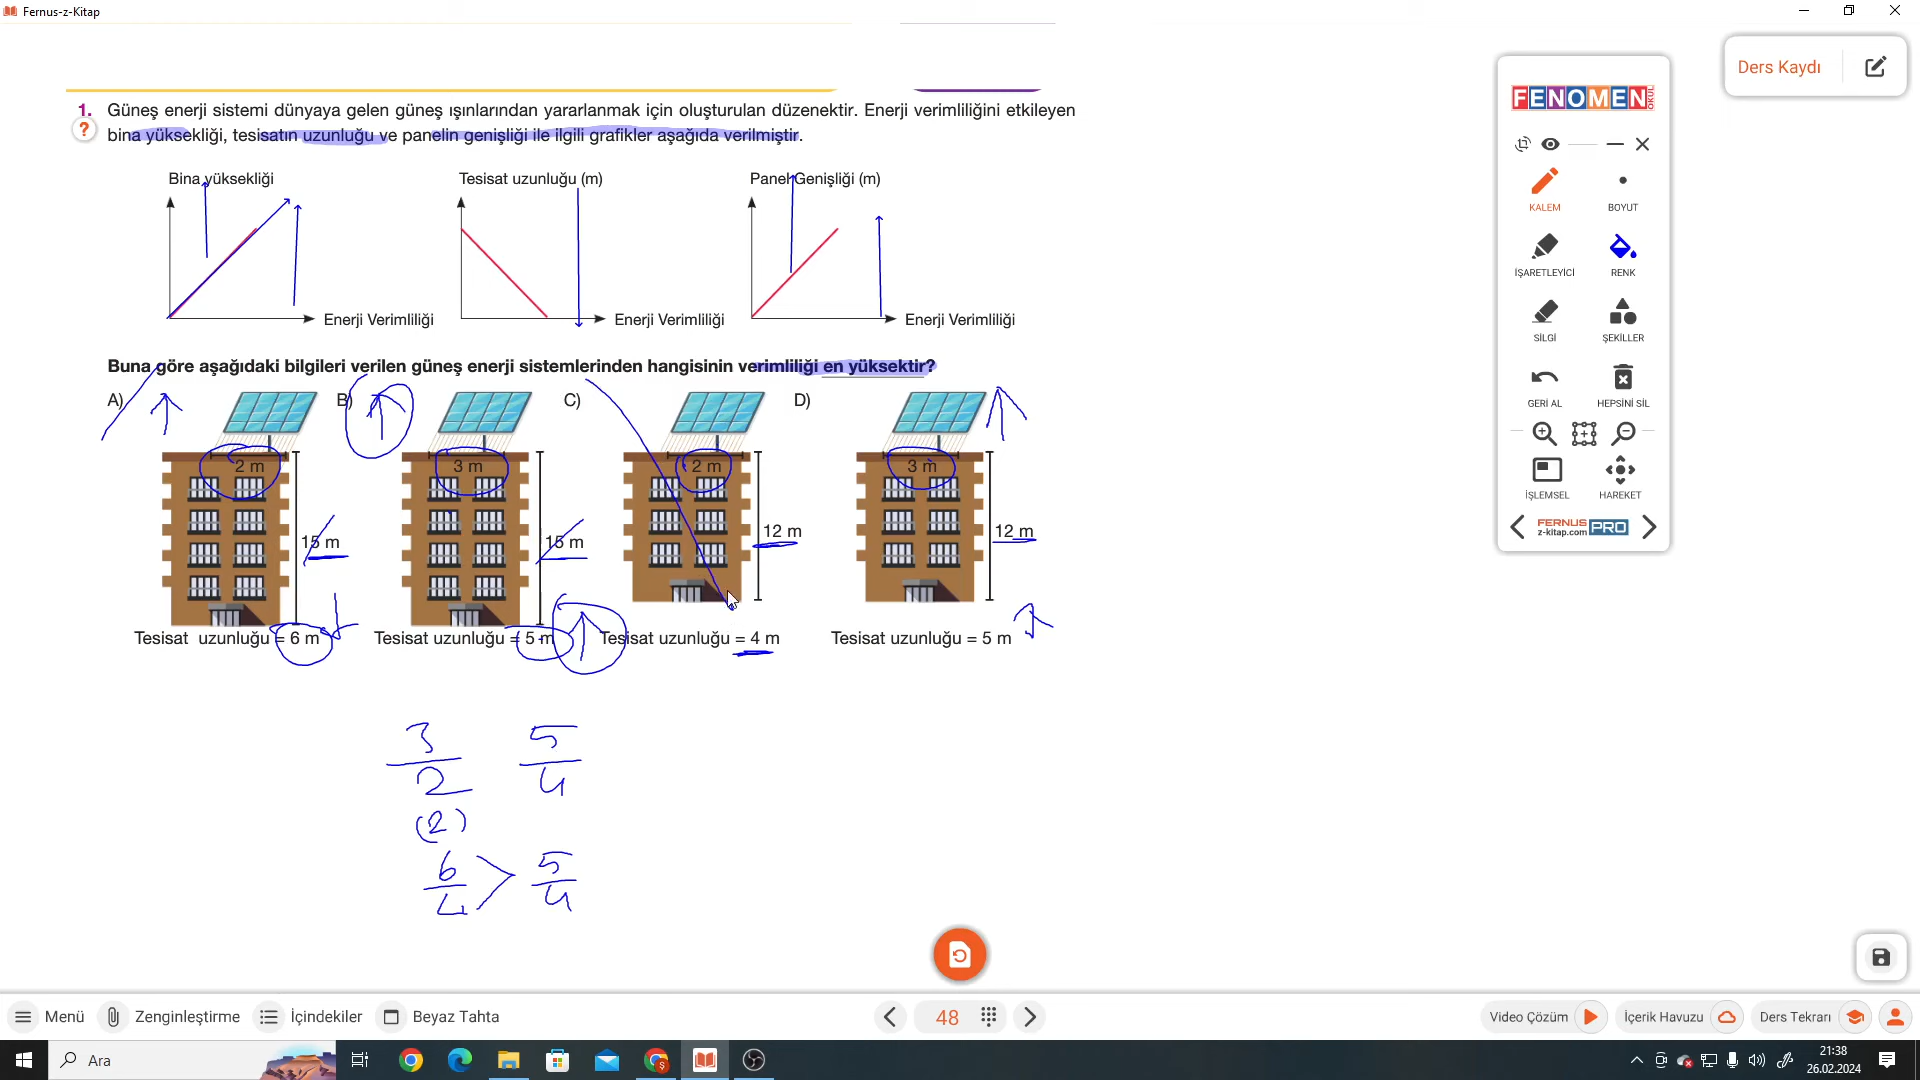 Fernus-z-Kitap
Ders Kaydı
1. Güneş enerji sistemi dünyaya gelen güneş ışınlarından yararlanmak için oluşturulan düzenektir. Enerji verimliliğini etkileyen
? bina yüksekliği, tesisatın uzunluğu ve panelin genişliği ile ilgili grafikler aşağıda verilmiştir.
Bina yüksekliği
Tesisat uzunluğu (m)
Panel Genişliği (m)
Enerji Verimliliği
Enerji Verimliliği
Enerji Verimliliği
Buna göre aşağıdaki bilgileri verilen güneş enerji sistemlerinden hangisinin verimliliği en yüksektir?
A)
B)
C)
D)
2 m
3 m
2 m
3 m
15 m
15 m
12 m
12 m
Tesisat uzunluğu = 6 m
Tesisat uzunluğu = 5 m
Tesisat uzunluğu = 4 m
Tesisat uzunluğu = 5 m
3 5
2 4
(2)
6 > 5
4 4
FENOMEN OKUL
KALEM
BOYUT
İŞARETLEYİCİ
RENK
SİLGİ
ŞEKİLLER
GERİ AL
HEPSİNİ SİL
İŞLEMSEL
HAREKET
FERNUS PRO
z-kitap.com
Menü
Zenginleştirme
İçindekiler
Beyaz Tahta
48
Video Çözüm
İçerik Havuzu
Ders Tekrarı
Ara
21:38
26.02.2024